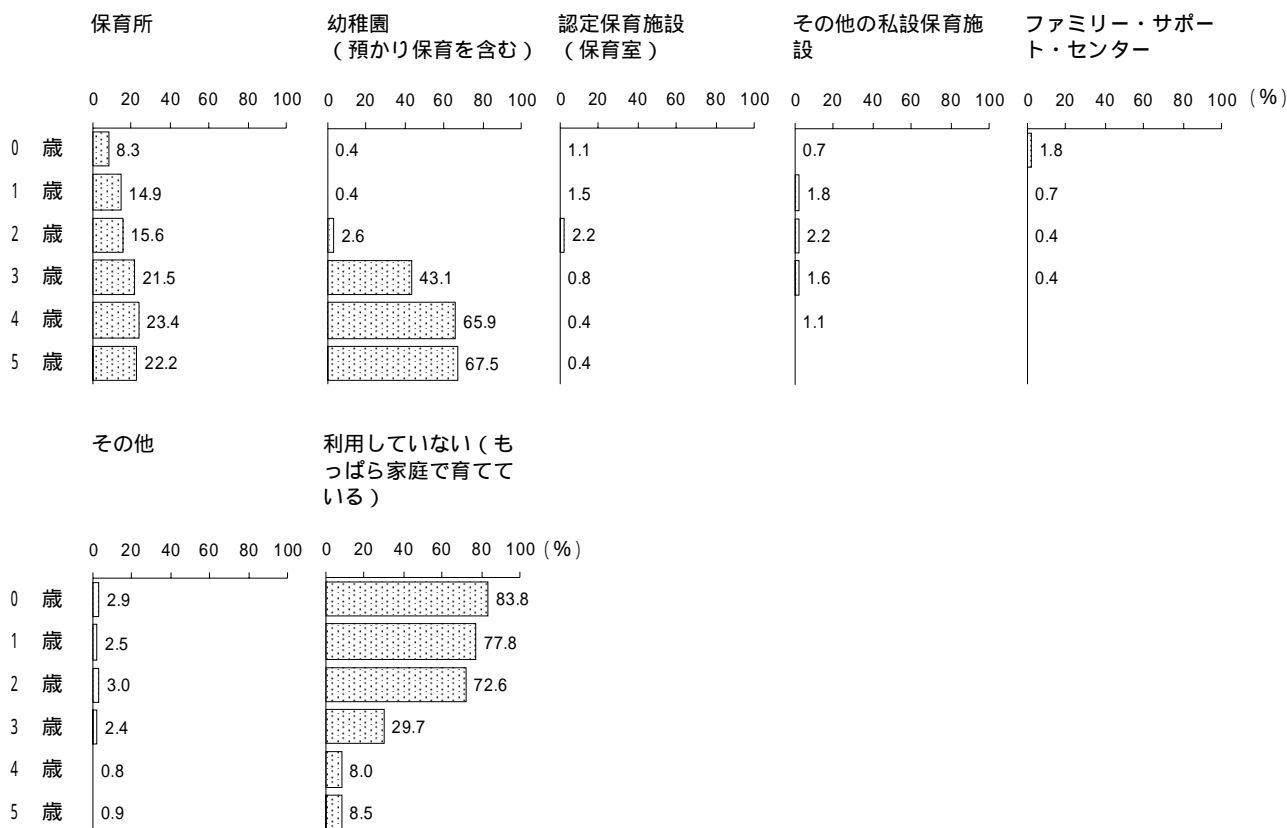 保育所
幼稚園
（預かり保育を含む）
認定保育施設
（保育室）
その他の私設保育施
設
ファミリー・サポー
ト・センター
0 20 40 60 80 100
0 20 40 60 80 100
0 20 40 60 80 100
0 20 40 60 80 100
0 20 40 60 80 100 (%)
0 歳 8.3 0.4 1.1 0.7 1.8
1 歳 14.9 0.4 1.5 1.8 0.7
2 歳 15.6 2.6 2.2 2.2 0.4
3 歳 21.5 43.1 0.8 1.6 0.4
4 歳 23.4 65.9 0.4 1.1
5 歳 22.2 67.5 0.4
その他
利用していない（も
っぱら家庭で育てて
いる）
0 20 40 60 80 100
0 20 40 60 80 100 (%)
0 歳 2.9 83.8
1 歳 2.5 77.8
2 歳 3.0 72.6
3 歳 2.4 29.7
4 歳 0.8 8.0
5 歳 0.9 8.5